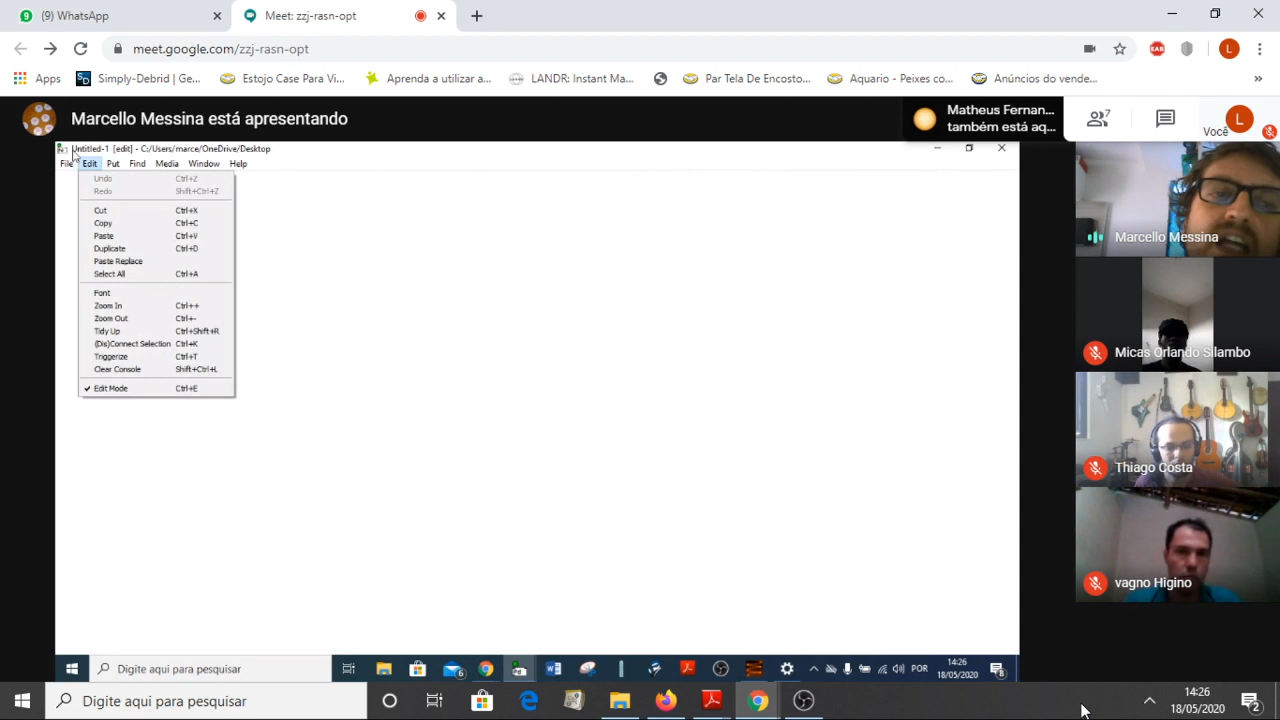 (9) WhatsApp
Meet: zzj-rasn-opt
meet.google.com/zzj-rasn-opt
ABP
L
Apps
Simply-Debrid | Ge...
Estojo Case Para Vi...
Aprenda a utilizar a...
LANDR: Instant Ma...
Par Tela De Encosto...
Aquario - Peixes co...
Anúncios do vende...
Marcello Messina está apresentando
Matheus Fernan...
também está aq...
7
L
Você
Untitled-1 [edit] - C:/Users/marce/OneDrive/Desktop
File Edit Put Find Media Window Help
Undo Ctrl+Z
Redo Shift+Ctrl+Z
Cut Ctrl+X
Copy Ctrl+C
Paste Ctrl+V
Duplicate Ctrl+D
Paste Replace
Select All Ctrl+A
Font
Zoom In Ctrl++
Zoom Out Ctrl+-
Tidy Up Ctrl+Shift+R
(Dis)Connect Selection Ctrl+K
Triggerize Ctrl+T
Clear Console Shift+Ctrl+L
Edit Mode Ctrl+E
Marcello Messina
Micas Orlando Silambo
Thiago Costa
vagno Higino
Digite aqui para pesquisar
6
POR
14:26
18/05/2020
8
Digite aqui para pesquisar
14:26
18/05/2020
2